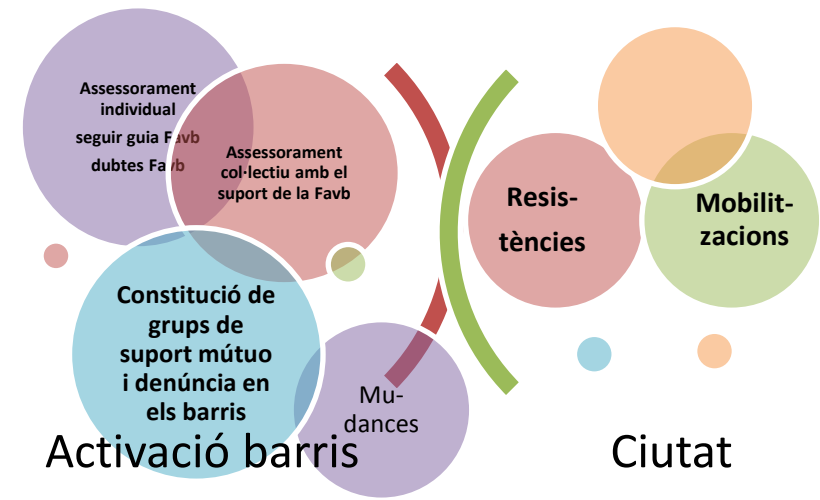 Assessorament
individual
seguir guia Favb
dubtes Favb
Assessorament
col·lectiu amb el
suport de la Favb
Constitució de
grups de
suport mútuo
i denúncia en
els barris
Mu-
dances
Activació barris
Resis-
tències
Mobilit-
zacions
Ciutat